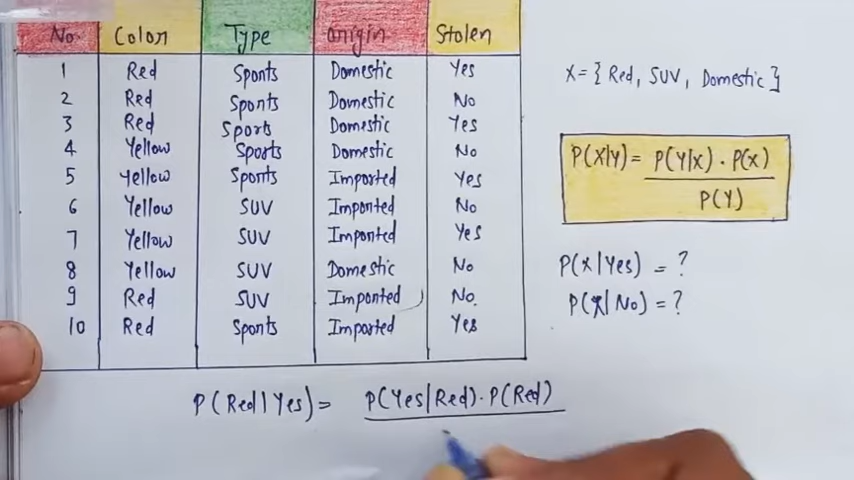 No. Color Type origin Stolen
1 Red Sports Domestic Yes
2 Red Sports Domestic No
3 Red Sports Domestic Yes
4 Yellow Sports Domestic No
5 Yellow Sports Imported Yes
6 Yellow SUV Imported No
7 Yellow SUV Imported Yes
8 Yellow SUV Domestic No
9 Red SUV Imported No.
10 Red Sports Imported Yes
X = { Red, SUV, Domestic }
P(X|Y) = P(Y|X) · P(X)
P(Y)
P(X|Yes) = ?
P(X|No) = ?
P(Red|Yes) = P(Yes|Red) · P(Red)